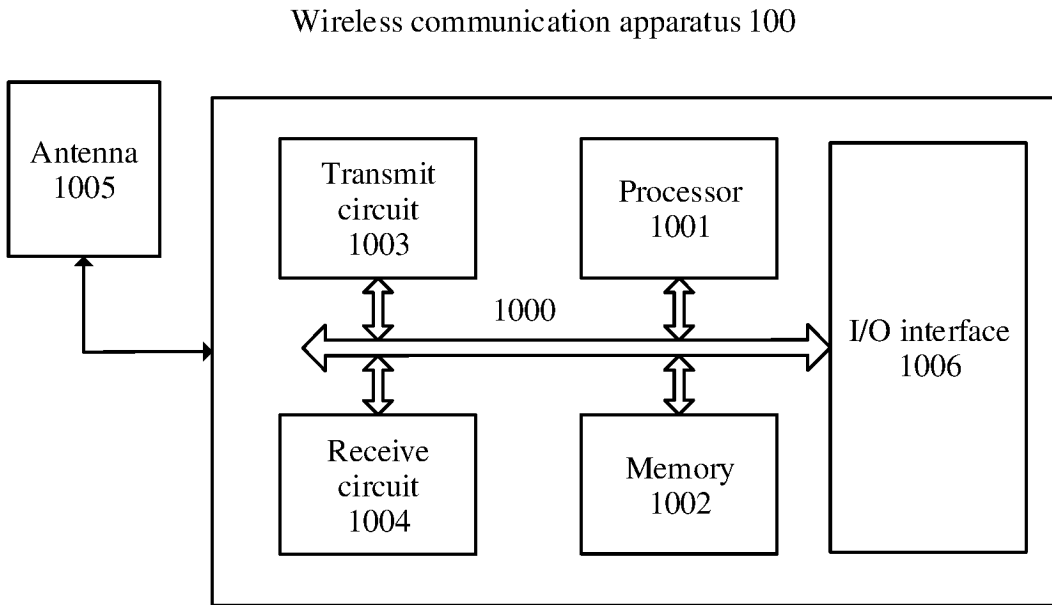 Wireless communication apparatus 100
Antenna
1005
Transmit
circuit
1003
Processor
1001
1000
I/O interface
1006
Receive
circuit
1004
Memory
1002